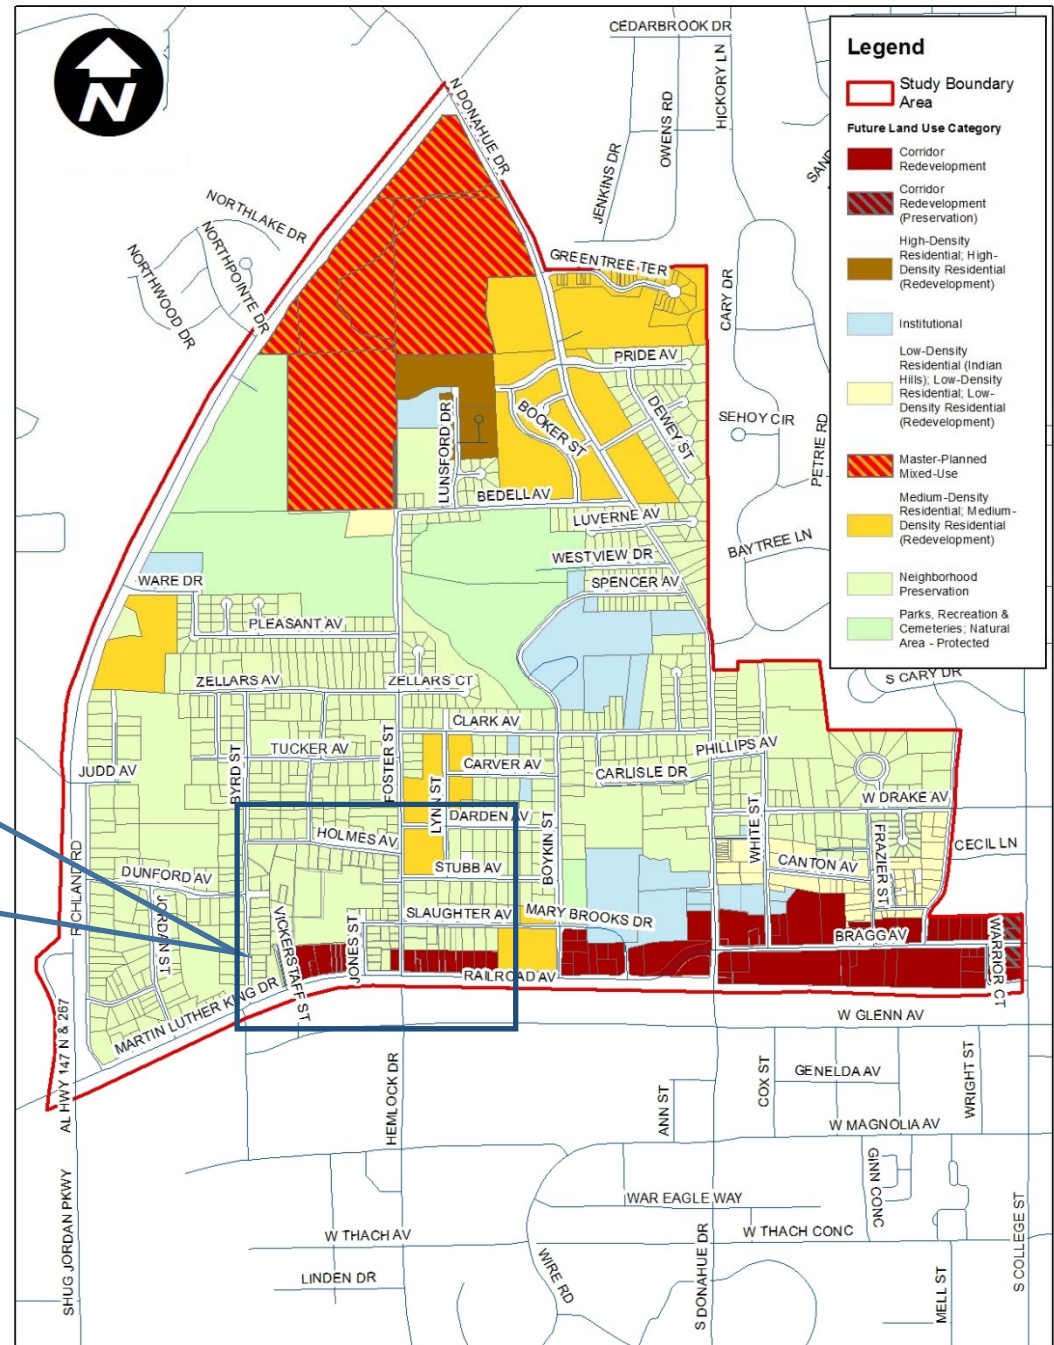 N
CEDARBROOK DR
HICKORY LN
OWENS RD
JENKINS DR
N DONAHUE DR
NORTHLAKE DR
NORTHPOINTE DR
NORTHWOOD DR
GREENTREE TER
CARY DR
PRIDE AV
DEWEY ST
BOOKER ST
SEHOY CIR
PETRIE RD
LUNSFORD DR
BEDELL AV
LUVERNE AV
BAYTREE LN
WESTVIEW DR
SPENCER AV
WARE DR
PLEASANT AV
ZELLARS AV
ZELLARS CT
S CARY DR
CLARK AV
PHILLIPS AV
TUCKER AV
CARVER AV
CARLISLE DR
JUDD AV
BYRD ST
FOSTER ST
LYNN ST
DARDEN AV
W DRAKE AV
HOLMES AV
BOYKIN ST
WHITE ST
FRAZIER ST
CECIL LN
STUBB AV
CANTON AV
DUNFORD AV
RICHLAND RD
JORDAN ST
VICKERSTAFF ST
JONES ST
SLAUGHTER AV
MARY BROOKS DR
BRAGG AV
WARRIOR CT
RAILROAD AV
MARTIN LUTHER KING DR
W GLENN AV
AL HWY 147 N & 267
HEMLOCK DR
ANN ST
COX ST
GENELDA AV
WRIGHT ST
W MAGNOLIA AV
GINN CONC
WAR EAGLE WAY
W THACH AV
W THACH CONC
SHUG JORDAN PKWY
LINDEN DR
WIRE RD
S DONAHUE DR
MELL ST
S COLLEGE ST
Legend
Study Boundary
Area
Future Land Use Category
Corridor
Redevelopment
Corridor
Redevelopment
(Preservation)
High-Density
Residential; High-
Density Residential
(Redevelopment)
Institutional
Low-Density
Residential (Indian
Hills); Low-Density
Residential; Low-
Density Residential
(Redevelopment)
Master-Planned
Mixed-Use
Medium-Density
Residential; Medium-
Density Residential
(Redevelopment)
Neighborhood
Preservation
Parks, Recreation &
Cemeteries; Natural
Area - Protected